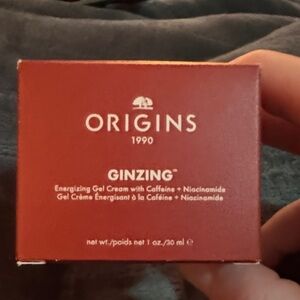 ORIGINS
1990
GINZING™
Energizing Gel Cream with Caffeine + Niacinamide
Gel Crème Énergisant à la Caféine + Niacinamide
net wt./poids net 1 oz./30 ml ℮